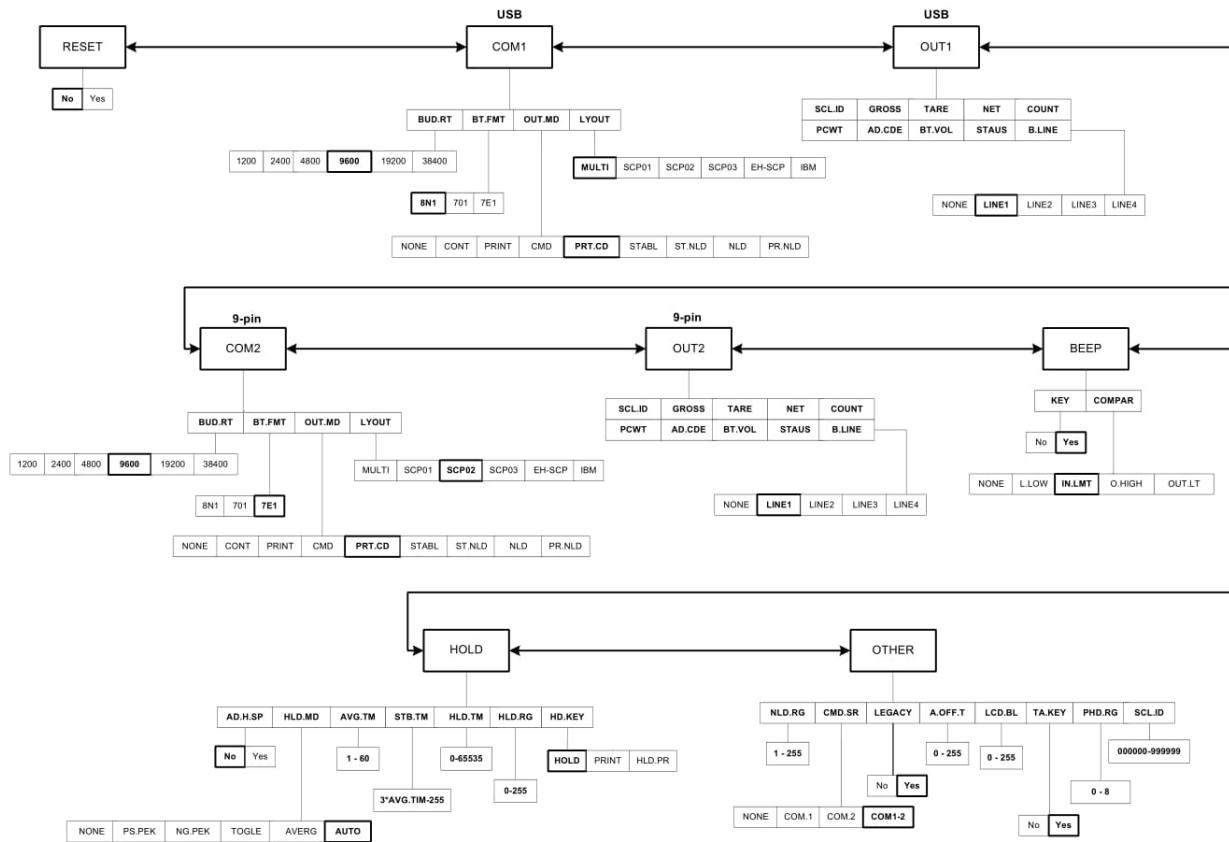 USB
USB
RESET
COM1
OUT1
No Yes
BUD.RT BT.FMT OUT.MD LYOUT
SCL.ID GROSS TARE NET COUNT
PCWT AD.CDE BT.VOL STAUS B.LINE
1200 2400 4800 9600 19200 38400
MULTI SCP01 SCP02 SCP03 EH-SCP IBM
8N1 701 7E1
NONE LINE1 LINE2 LINE3 LINE4
NONE CONT PRINT CMD PRT.CD STABL ST.NLD NLD PR.NLD
9-pin
9-pin
COM2
OUT2
BEEP
BUD.RT BT.FMT OUT.MD LYOUT
SCL.ID GROSS TARE NET COUNT
PCWT AD.CDE BT.VOL STAUS B.LINE
KEY COMPAR
No Yes
1200 2400 4800 9600 19200 38400
MULTI SCP01 SCP02 SCP03 EH-SCP IBM
NONE L.LOW IN.LMT O.HIGH OUT.LT
8N1 701 7E1
NONE LINE1 LINE2 LINE3 LINE4
NONE CONT PRINT CMD PRT.CD STABL ST.NLD NLD PR.NLD
HOLD
OTHER
AD.H.SP HLD.MD AVG.TM STB.TM HLD.TM HLD.RG HD.KEY
NLD.RG CMD.SR LEGACY A.OFF.T LCD.BL TA.KEY PHD.RG SCL.ID
No Yes
1 - 60
0-65535
HOLD PRINT HLD.PR
1 - 255
0 - 255
0 - 255
000000-999999
3*AVG.TIM-255
0-255
No Yes
0 - 8
NONE PS.PEK NG.PEK TOGLE AVERG AUTO
NONE COM.1 COM.2 COM1-2
No Yes